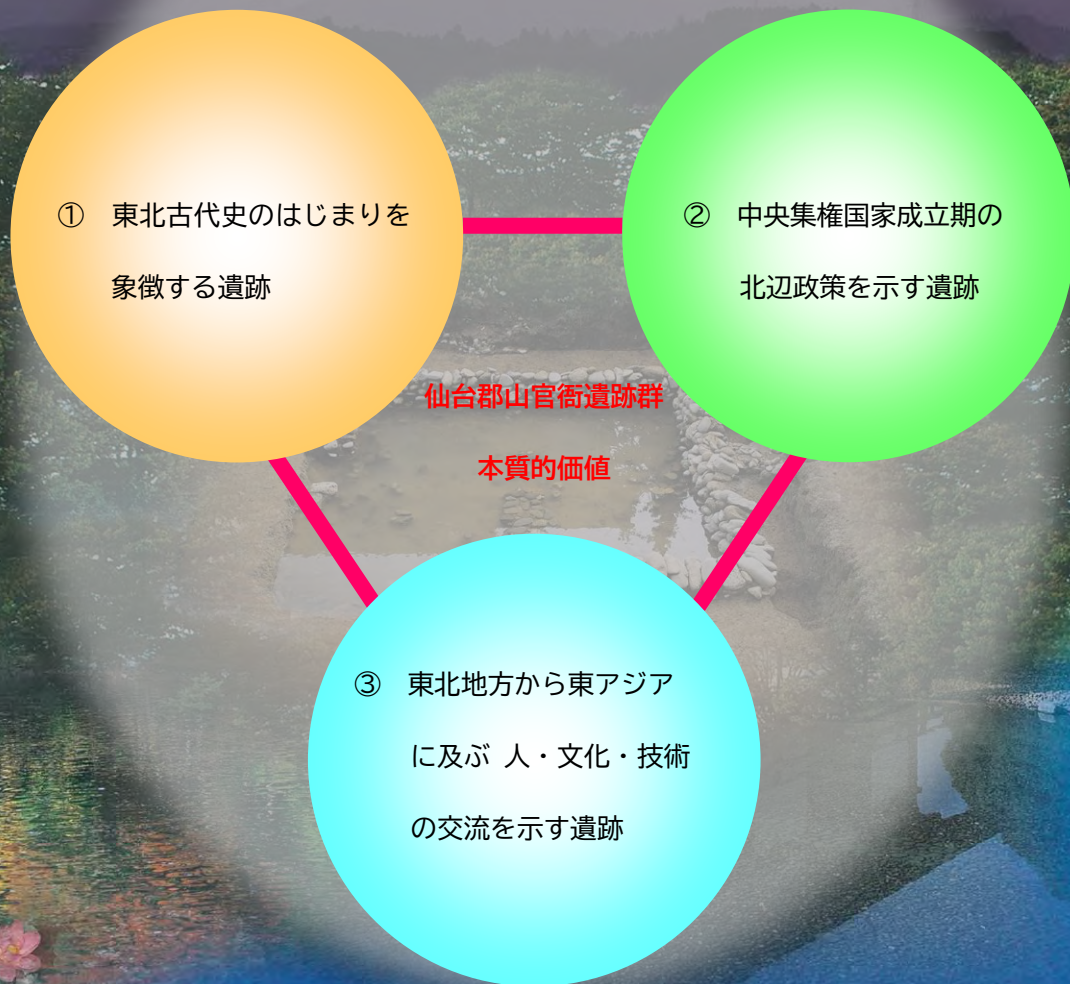 ① 東北古代史のはじまりを
象徴する遺跡
② 中央集権国家成立期の
北辺政策を示す遺跡
仙台郡山官衙遺跡群
本質的価値
③ 東北地方から東アジア
に及ぶ 人・文化・技術
の交流を示す遺跡